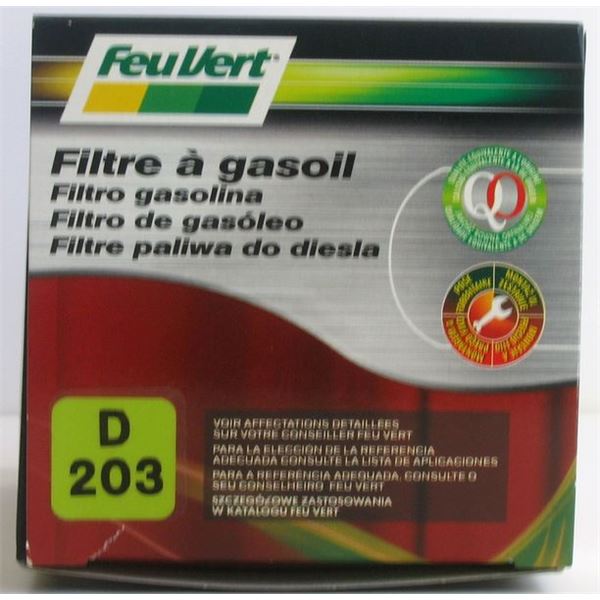 FeuVert
Filtre à gasoil
Filtro gasolina
Filtro de gasóleo
Filtre paliwa do diesla
QO
D
203
VOIR AFFECTATIONS DETAILLEES
SUR VOTRE CONSEILLER FEU VERT
PARA LA ELECCION DE LA REFERENCIA
ADECUADA CONSULTE LA LISTA DE APLICACIONES
PARA A REFERÊNCIA ADEQUADA, CONSULTE O
SEU CONSELHEIRO FEU VERT
SZCZEGÓŁOWE ZASTOSOWANIA
W KATALOGU FEU VERT